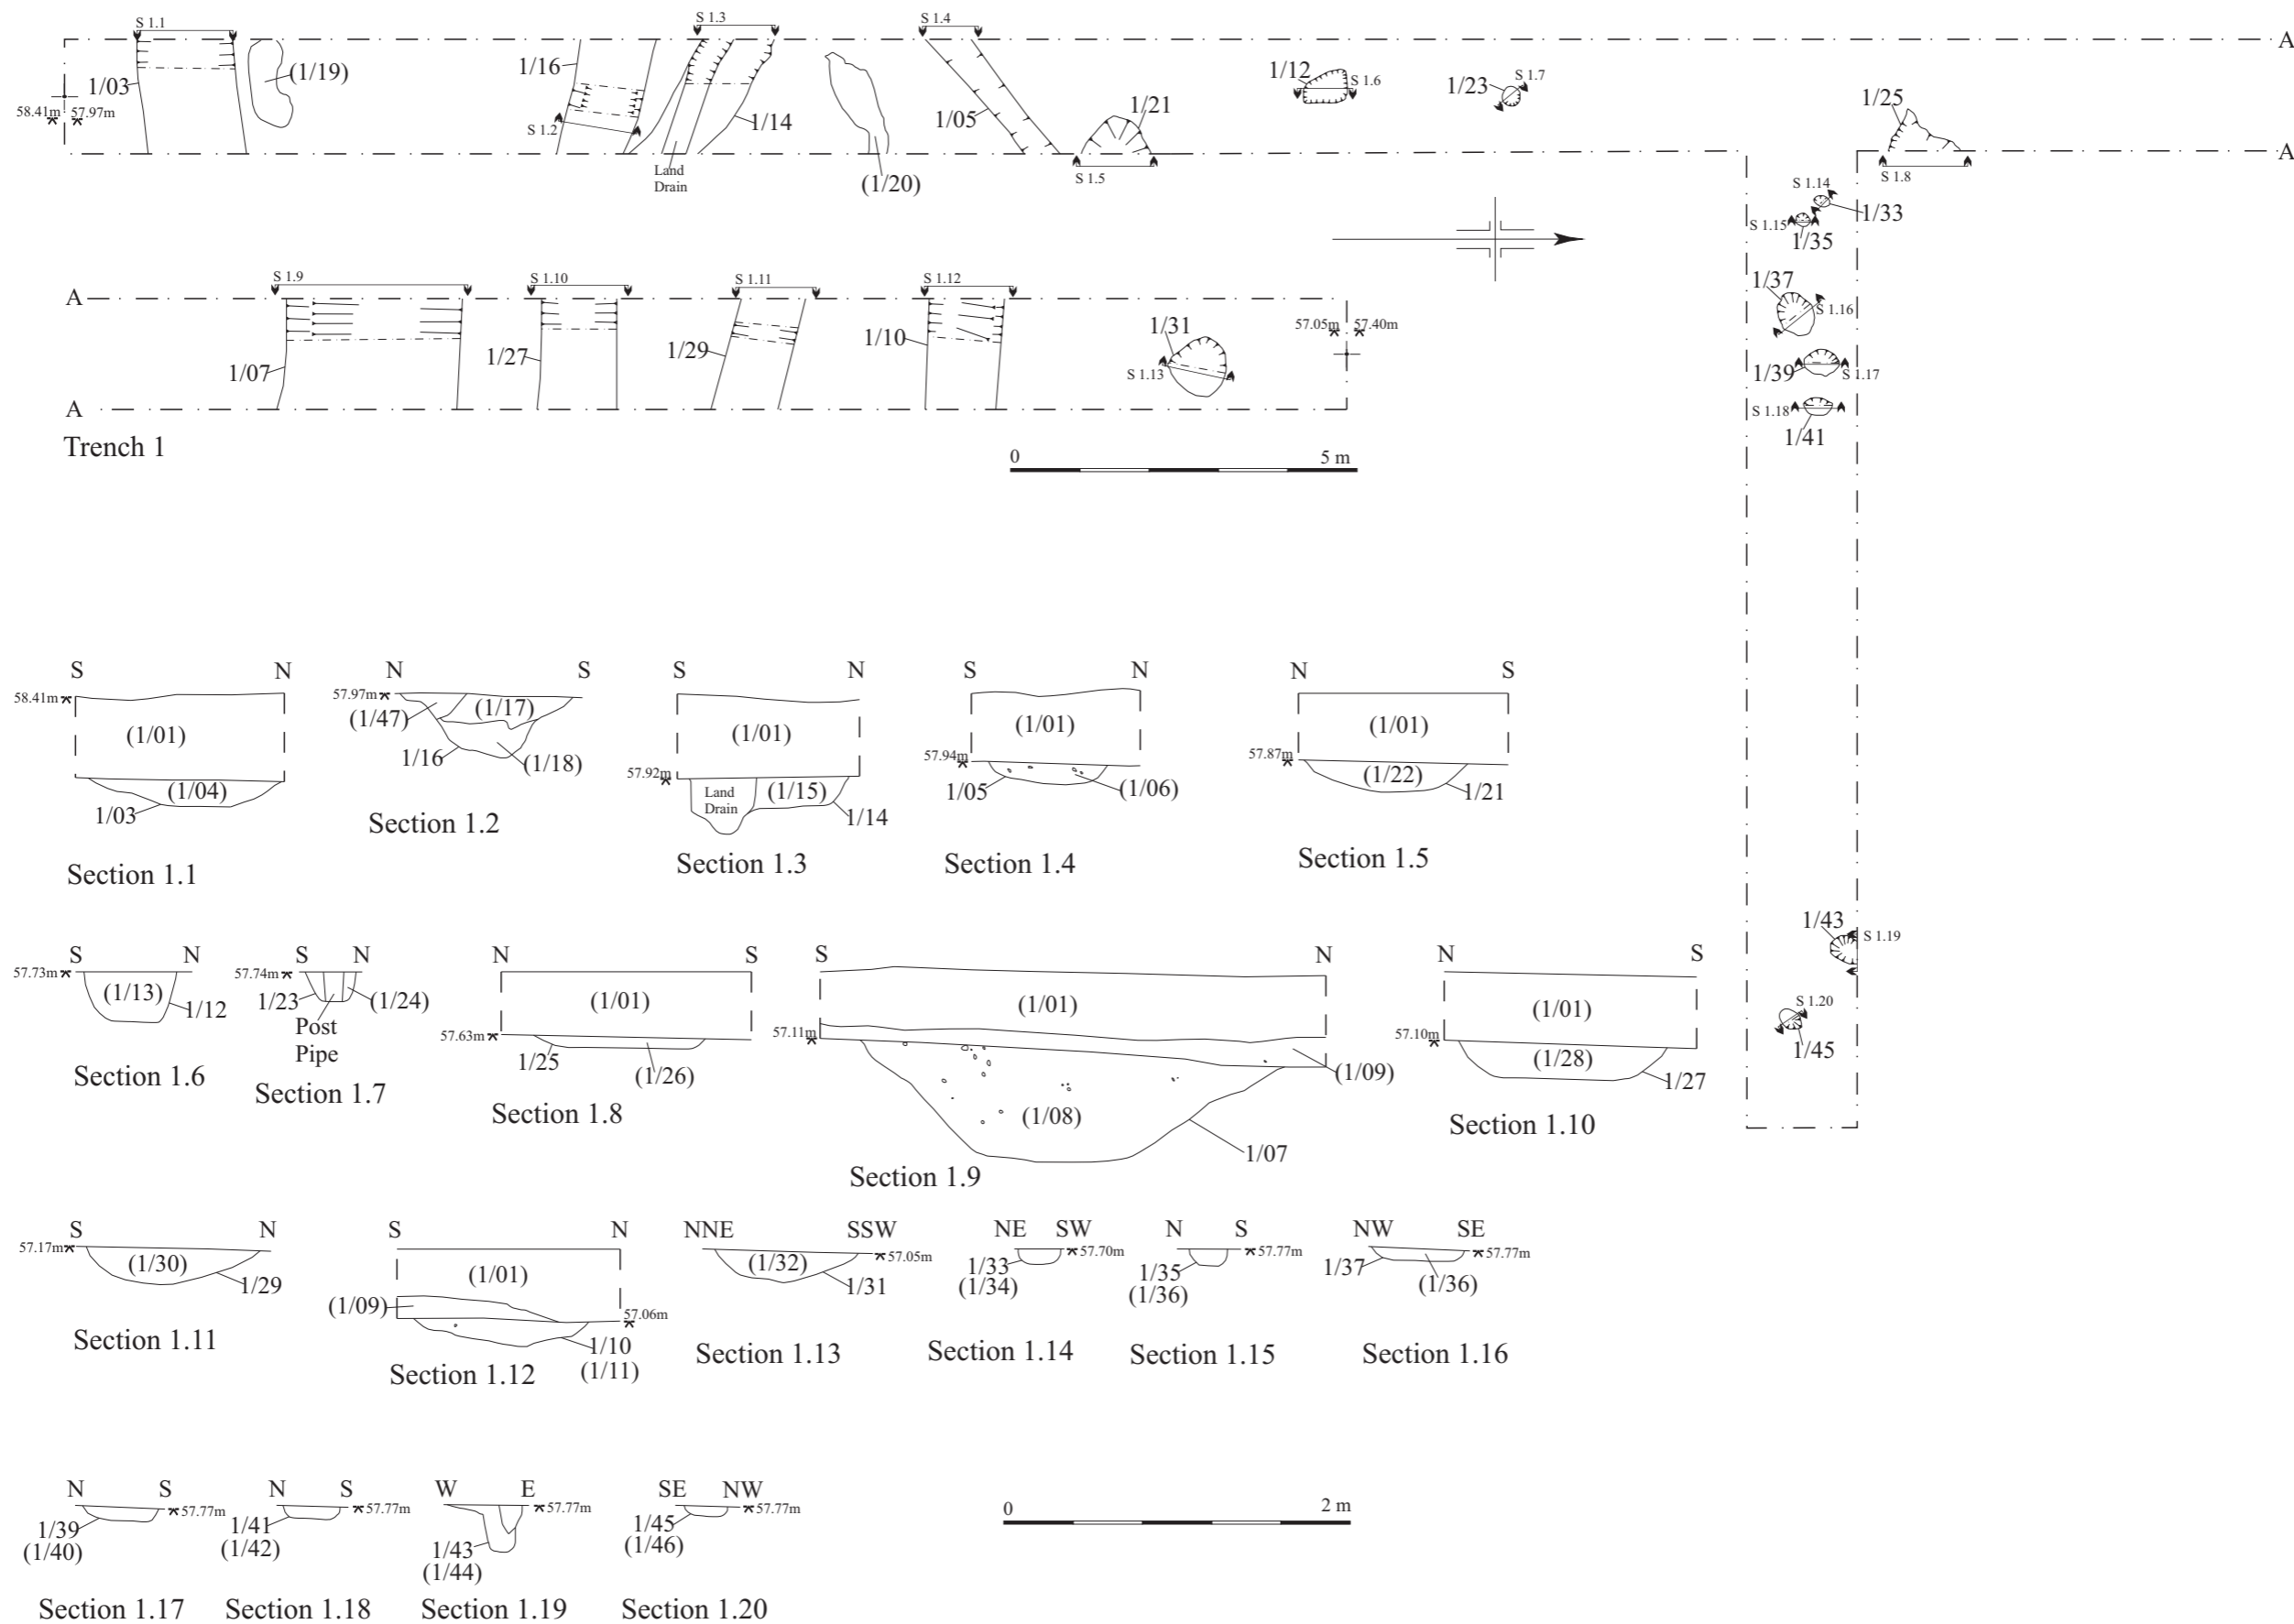 S 1.1
S 1.3
S 1.4
A
1/03
(1/19)
1/16
S 1.2
1/14
1/05
1/21
1/12
S 1.6
1/23
S 1.7
1/25
58.41m
57.97m
Land
Drain
(1/20)
S 1.5
A
S 1.8
S 1.14
1/33
S 1.15
1/35
S 1.9
S 1.10
S 1.11
S 1.12
A
1/07
1/27
1/29
1/10
1/31
S 1.13
57.05m
57.40m
A
1/37
S 1.16
1/39
S 1.17
S 1.18
1/41
Trench 1
0 5 m
1/43
S 1.19
S 1.20
1/45
S N
58.41m
(1/01)
(1/04)
1/03
Section 1.1
N S
57.97m
(1/47)
(1/17)
1/16
(1/18)
Section 1.2
S N
(1/01)
57.92m
Land
Drain
(1/15)
1/14
Section 1.3
S N
(1/01)
57.94m
1/05
(1/06)
Section 1.4
N S
(1/01)
57.87m
(1/22)
1/21
Section 1.5
S N
57.73m
(1/13)
1/12
Section 1.6
S N
57.74m
1/23
(1/24)
Post
Pipe
Section 1.7
N S
(1/01)
57.63m
1/25
(1/26)
Section 1.8
S N
(1/01)
57.11m
(1/09)
(1/08)
1/07
Section 1.9
N S
(1/01)
57.10m
(1/28)
1/27
Section 1.10
S N
57.17m
(1/30)
1/29
Section 1.11
S N
(1/01)
(1/09)
57.06m
1/10
(1/11)
Section 1.12
NNE SSW
(1/32)
57.05m
1/31
Section 1.13
NE SW
57.70m
1/33
(1/34)
Section 1.14
N S
57.77m
1/35
(1/36)
Section 1.15
NW SE
57.77m
1/37
(1/36)
Section 1.16
N S
57.77m
1/39
(1/40)
Section 1.17
N S
57.77m
1/41
(1/42)
Section 1.18
W E
57.77m
1/43
(1/44)
Section 1.19
SE NW
57.77m
1/45
(1/46)
Section 1.20
0 2 m